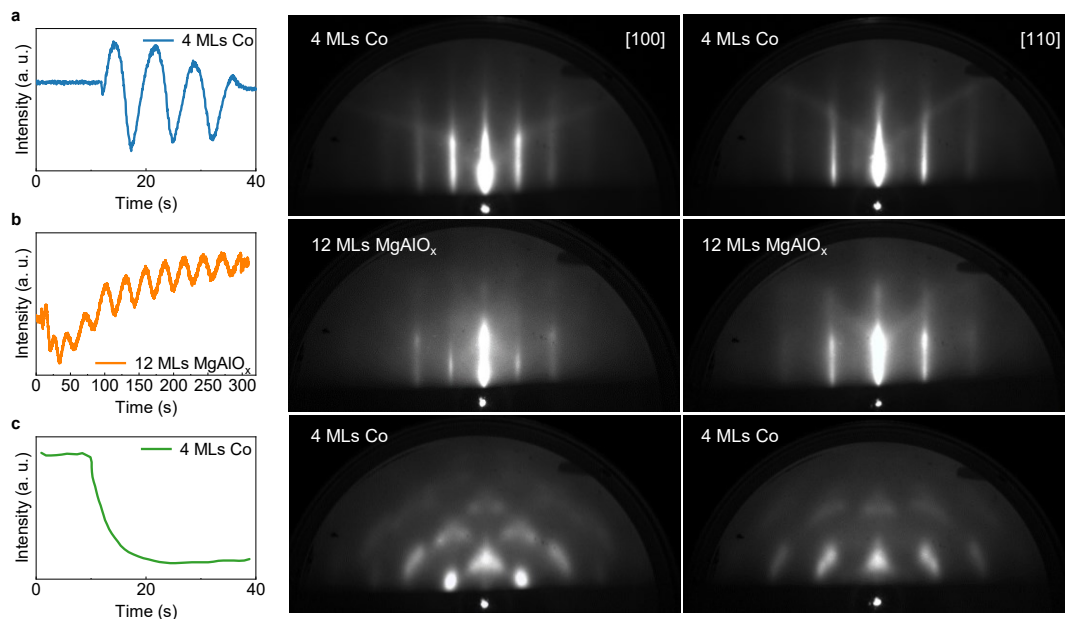 a
Intensity (a. u.)
4 MLs Co
0 20 40
Time (s)
4 MLs Co [100]
4 MLs Co [110]
b
Intensity (a. u.)
12 MLs MgAlOₓ
0 50 100 150 200 250 300
Time (s)
12 MLs MgAlOₓ
12 MLs MgAlOₓ
c
Intensity (a. u.)
4 MLs Co
0 20 40
Time (s)
4 MLs Co
4 MLs Co